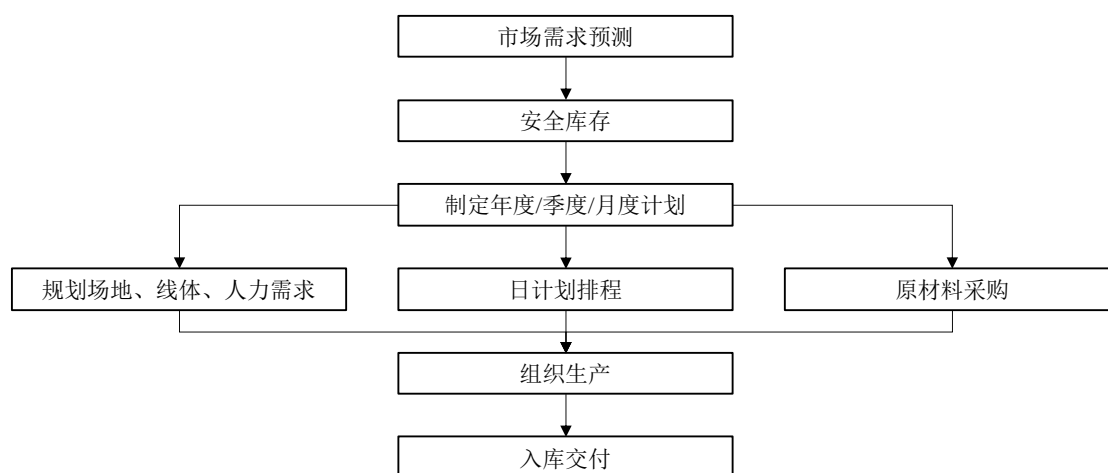 市场需求预测
安全库存
制定年度/季度/月度计划
规划场地、线体、人力需求
日计划排程
原材料采购
组织生产
入库交付